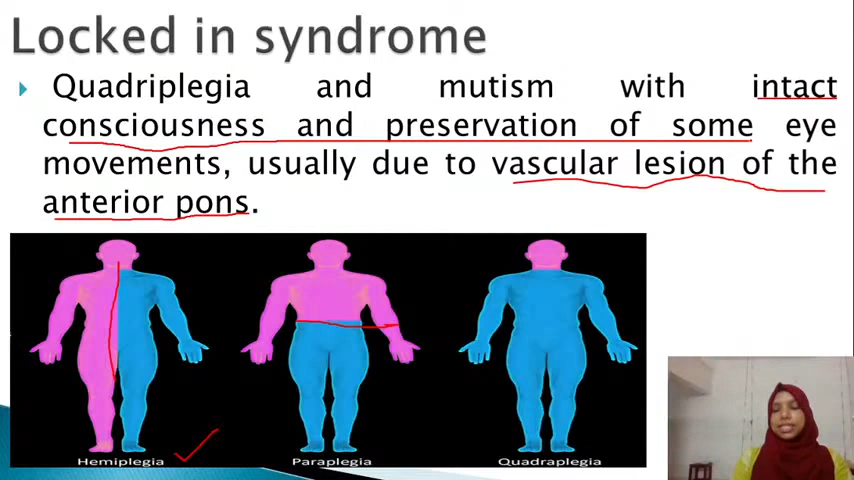 Locked in syndrome
Quadriplegia and mutism with intact
consciousness and preservation of some eye
movements, usually due to vascular lesion of the
anterior pons.
Hemiplegia Paraplegia Quadraplegia